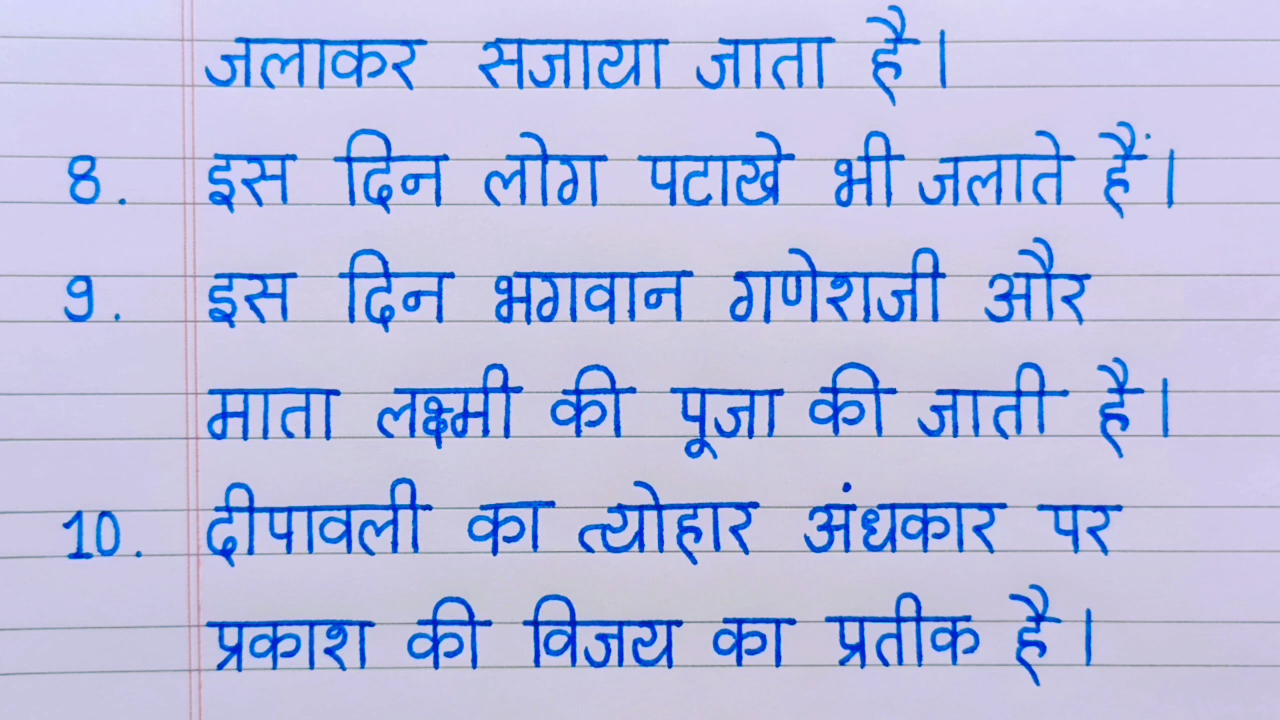 जलाकर सजाया जाता है।
8. इस दिन लोग पटाखे भी जलाते हैं।
9. इस दिन भगवान गणेशजी और
माता लक्ष्मी की पूजा की जाती है।
10. दीपावली का त्योहार अंधकार पर
प्रकाश की विजय का प्रतीक है।